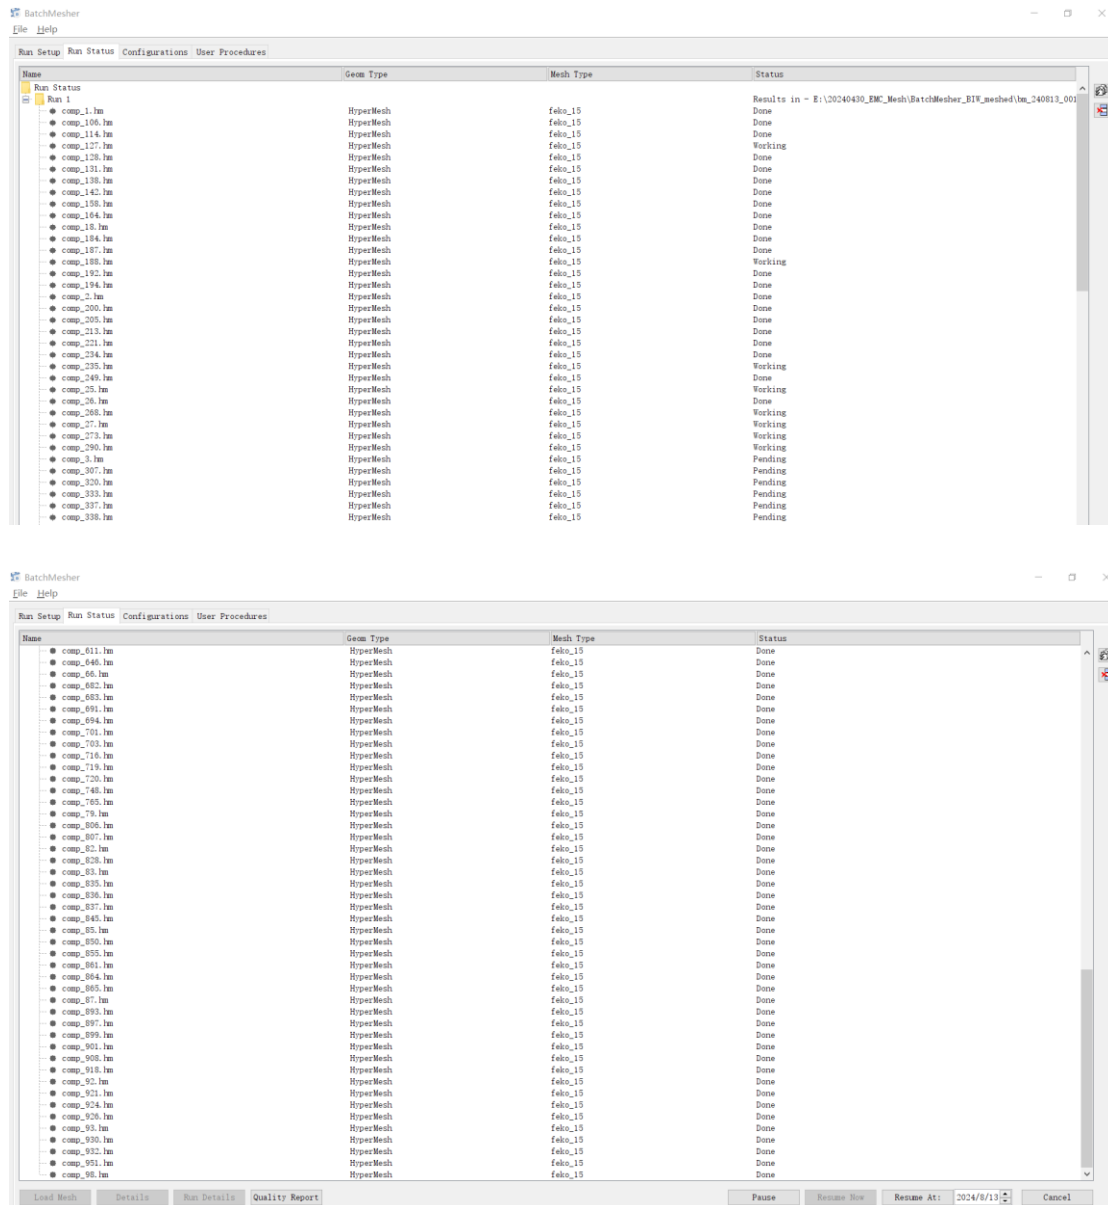 BatchMesher
File Help
Run Setup Run Status Configurations User Procedures
Name Geom Type Mesh Type Status
Run Status
Run 1 Results in - E:\20240430_EMC_Mesh\BatchMesher_BIW_meshed\bm_240813_001
comp_1.hm HyperMesh feko_15 Done
comp_106.hm HyperMesh feko_15 Done
comp_114.hm HyperMesh feko_15 Done
comp_127.hm HyperMesh feko_15 Working
comp_128.hm HyperMesh feko_15 Done
comp_131.hm HyperMesh feko_15 Done
comp_138.hm HyperMesh feko_15 Done
comp_142.hm HyperMesh feko_15 Done
comp_158.hm HyperMesh feko_15 Done
comp_164.hm HyperMesh feko_15 Done
comp_18.hm HyperMesh feko_15 Done
comp_184.hm HyperMesh feko_15 Done
comp_187.hm HyperMesh feko_15 Done
comp_188.hm HyperMesh feko_15 Working
comp_192.hm HyperMesh feko_15 Done
comp_194.hm HyperMesh feko_15 Done
comp_2.hm HyperMesh feko_15 Done
comp_200.hm HyperMesh feko_15 Done
comp_205.hm HyperMesh feko_15 Done
comp_213.hm HyperMesh feko_15 Done
comp_221.hm HyperMesh feko_15 Done
comp_234.hm HyperMesh feko_15 Done
comp_235.hm HyperMesh feko_15 Working
comp_249.hm HyperMesh feko_15 Done
comp_25.hm HyperMesh feko_15 Working
comp_26.hm HyperMesh feko_15 Done
comp_268.hm HyperMesh feko_15 Working
comp_27.hm HyperMesh feko_15 Working
comp_273.hm HyperMesh feko_15 Working
comp_290.hm HyperMesh feko_15 Working
comp_3.hm HyperMesh feko_15 Pending
comp_307.hm HyperMesh feko_15 Pending
comp_320.hm HyperMesh feko_15 Pending
comp_333.hm HyperMesh feko_15 Pending
comp_337.hm HyperMesh feko_15 Pending
comp_338.hm HyperMesh feko_15 Pending
BatchMesher
File Help
Run Setup Run Status Configurations User Procedures
Name Geom Type Mesh Type Status
comp_611.hm HyperMesh feko_15 Done
comp_646.hm HyperMesh feko_15 Done
comp_66.hm HyperMesh feko_15 Done
comp_682.hm HyperMesh feko_15 Done
comp_683.hm HyperMesh feko_15 Done
comp_691.hm HyperMesh feko_15 Done
comp_694.hm HyperMesh feko_15 Done
comp_701.hm HyperMesh feko_15 Done
comp_703.hm HyperMesh feko_15 Done
comp_716.hm HyperMesh feko_15 Done
comp_719.hm HyperMesh feko_15 Done
comp_720.hm HyperMesh feko_15 Done
comp_748.hm HyperMesh feko_15 Done
comp_765.hm HyperMesh feko_15 Done
comp_79.hm HyperMesh feko_15 Done
comp_806.hm HyperMesh feko_15 Done
comp_807.hm HyperMesh feko_15 Done
comp_82.hm HyperMesh feko_15 Done
comp_828.hm HyperMesh feko_15 Done
comp_83.hm HyperMesh feko_15 Done
comp_835.hm HyperMesh feko_15 Done
comp_836.hm HyperMesh feko_15 Done
comp_837.hm HyperMesh feko_15 Done
comp_845.hm HyperMesh feko_15 Done
comp_85.hm HyperMesh feko_15 Done
comp_850.hm HyperMesh feko_15 Done
comp_855.hm HyperMesh feko_15 Done
comp_861.hm HyperMesh feko_15 Done
comp_864.hm HyperMesh feko_15 Done
comp_865.hm HyperMesh feko_15 Done
comp_87.hm HyperMesh feko_15 Done
comp_893.hm HyperMesh feko_15 Done
comp_897.hm HyperMesh feko_15 Done
comp_899.hm HyperMesh feko_15 Done
comp_901.hm HyperMesh feko_15 Done
comp_908.hm HyperMesh feko_15 Done
comp_918.hm HyperMesh feko_15 Done
comp_92.hm HyperMesh feko_15 Done
comp_921.hm HyperMesh feko_15 Done
comp_924.hm HyperMesh feko_15 Done
comp_926.hm HyperMesh feko_15 Done
comp_93.hm HyperMesh feko_15 Done
comp_930.hm HyperMesh feko_15 Done
comp_932.hm HyperMesh feko_15 Done
comp_951.hm HyperMesh feko_15 Done
comp_98.hm HyperMesh feko_15 Done
Load Mesh Details Run Details Quality Report Pause Resume Now Resume At: 2024/8/13 Cancel